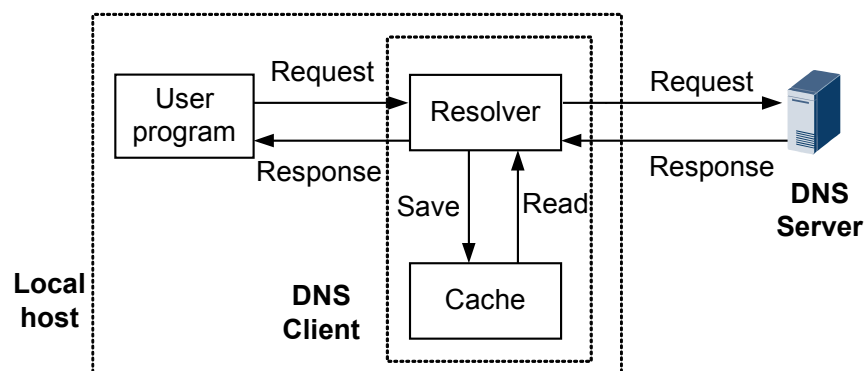 Request
Request
User
program
Resolver
Response
Response
DNS
Server
Save
Read
Local
host
DNS
Client
Cache